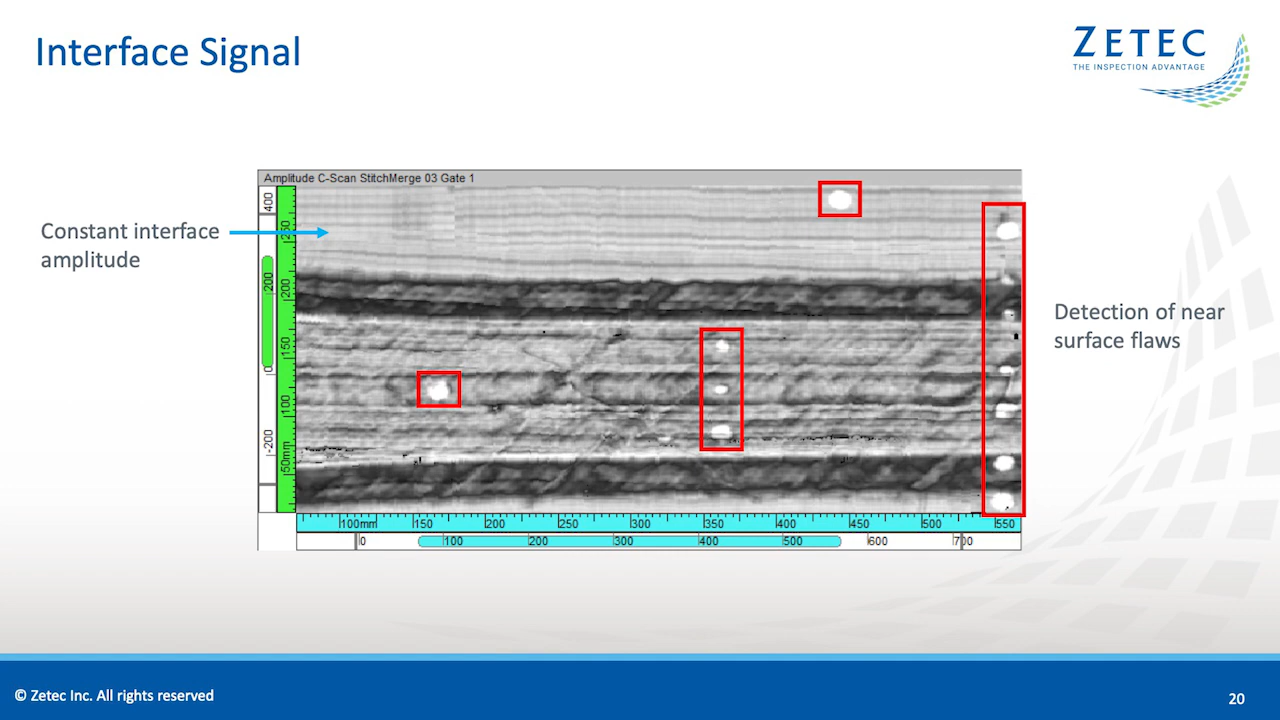 Interface Signal
ZETEC
THE INSPECTION ADVANTAGE
Amplitude C-Scan StitchMerge 03 Gate 1
Constant interface
amplitude
Detection of near
surface flaws
400
200
0
-200
250
200
150
100
50mm
100mm 150 200 250 300 350 400 450 500 550
0 100 200 300 400 500 600 700
© Zetec Inc. All rights reserved
20